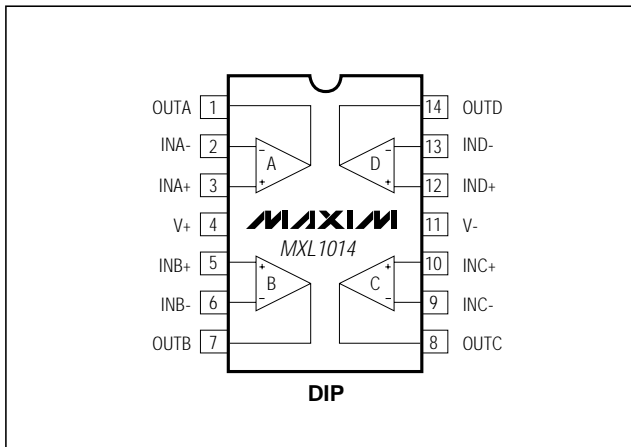 OUTA 1 14 OUTD
INA- 2 - A + - D + 13 IND-
INA+ 3 12 IND+
V+ 4 MAXIM 11 V-
MXL1014
INB+ 5 + B - + C - 10 INC+
INB- 6 9 INC-
OUTB 7 8 OUTC
DIP